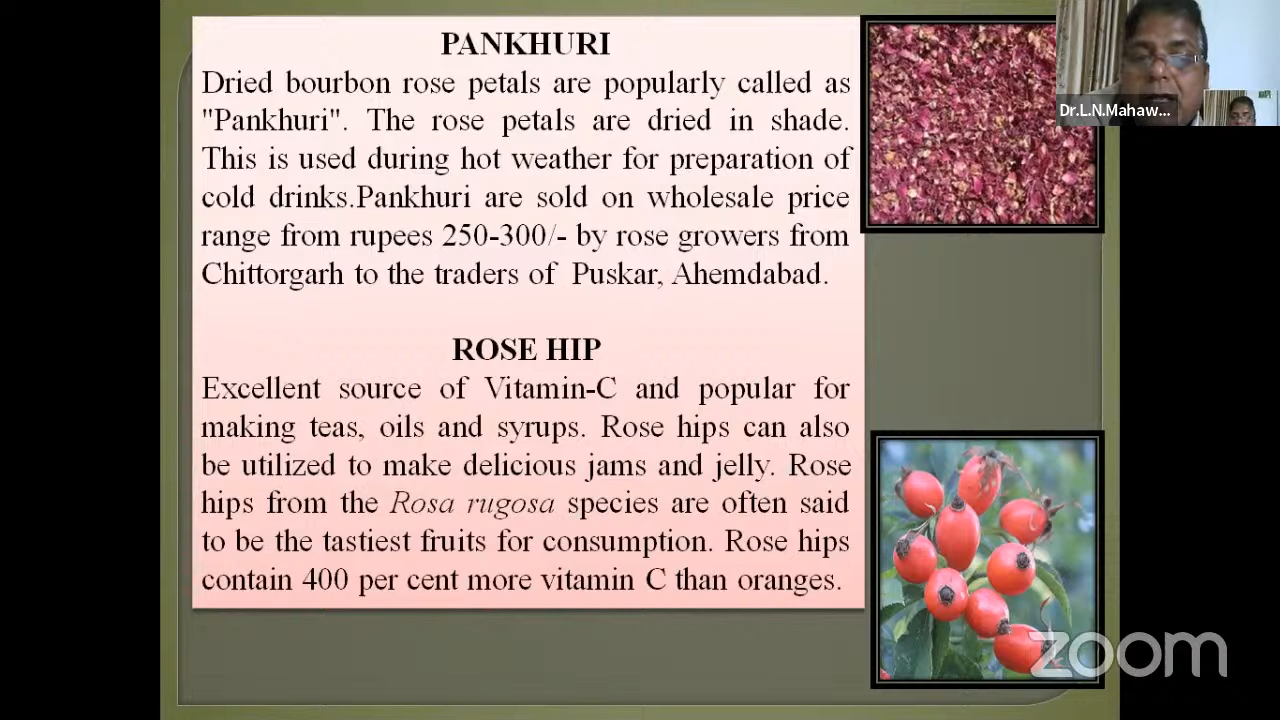 PANKHURI
Dried bourbon rose petals are popularly called as
"Pankhuri". The rose petals are dried in shade.
This is used during hot weather for preparation of
cold drinks.Pankhuri are sold on wholesale price
range from rupees 250-300/- by rose growers from
Chittorgarh to the traders of Puskar, Ahemdabad.
ROSE HIP
Excellent source of Vitamin-C and popular for
making teas, oils and syrups. Rose hips can also
be utilized to make delicious jams and jelly. Rose
hips from the Rosa rugosa species are often said
to be the tastiest fruits for consumption. Rose hips
contain 400 per cent more vitamin C than oranges.
Dr.L.N.Mahaw...
zoom